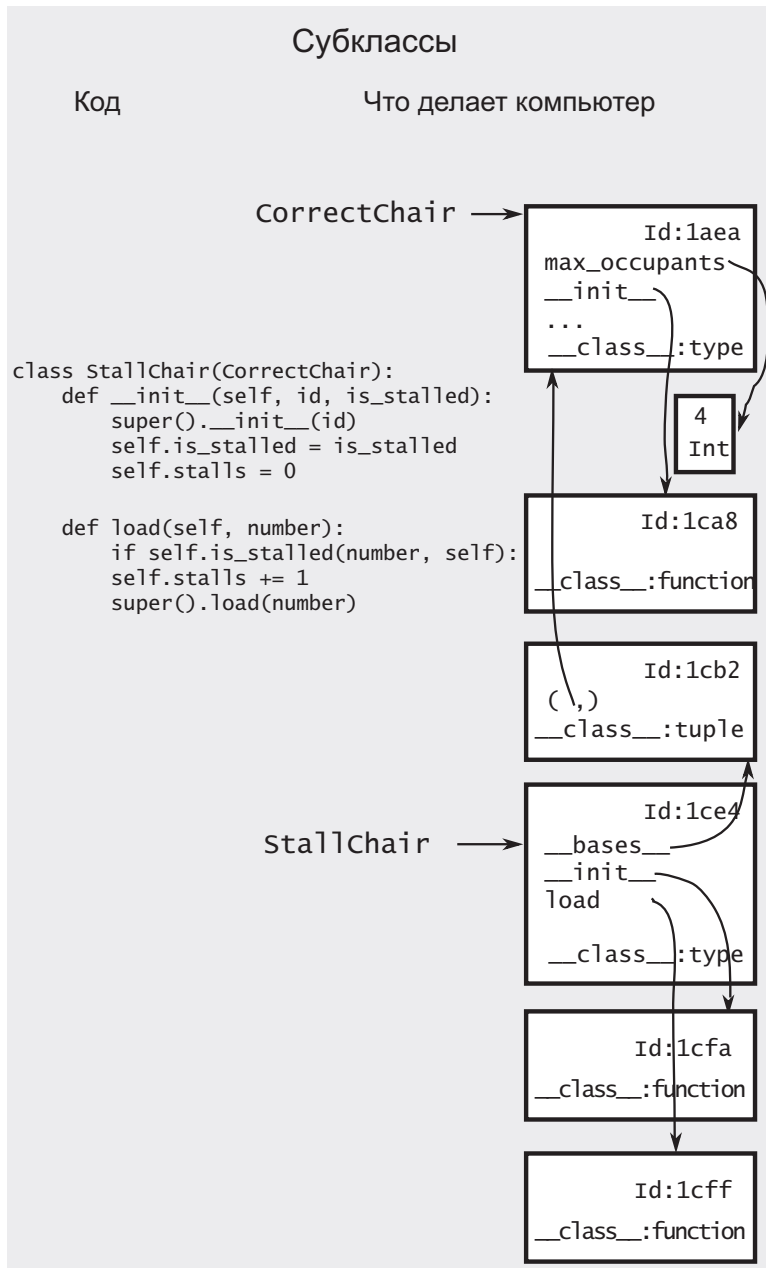 Субклассы
Код
Что делает компьютер
CorrectChair
Id:1aea
max_occupants
__init__
...
__class__:type
4
Int
class StallChair(CorrectChair):
    def __init__(self, id, is_stalled):
        super().__init__(id)
        self.is_stalled = is_stalled
        self.stalls = 0
    def load(self, number):
        if self.is_stalled(number, self):
        self.stalls += 1
        super().load(number)
Id:1ca8
__class__:function
Id:1cb2
( ,)
__class__:tuple
StallChair
Id:1ce4
__bases__
__init__
load
__class__:type
Id:1cfa
__class__:function
Id:1cff
__class__:function